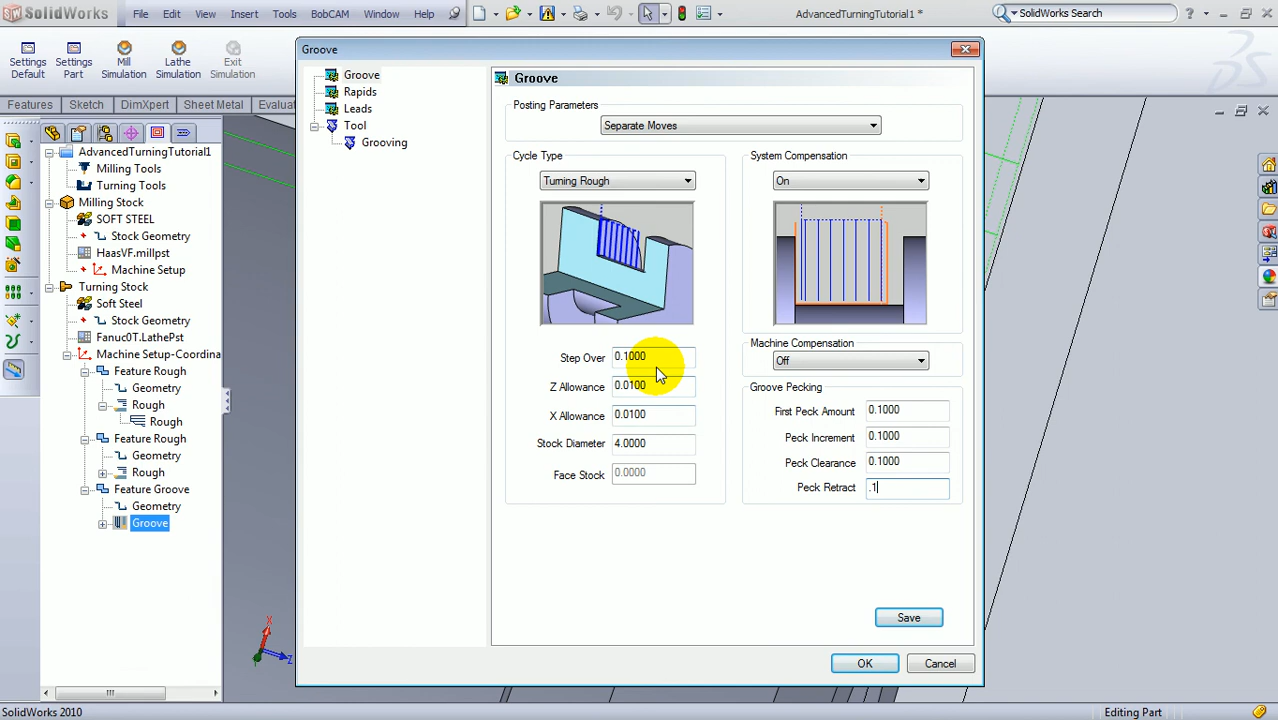 SolidWorks File Edit View Insert Tools BobCAM Window Help AdvancedTurningTutorial1 * SolidWorks Search ?
Settings Default
Settings Part
Mill Simulation
Lathe Simulation
Exit Simulation
Features Sketch DimXpert Sheet Metal Evaluat
AdvancedTurningTutorial1
Milling Tools
Turning Tools
Milling Stock
SOFT STEEL
Stock Geometry
HaasVF.millpst
Machine Setup
Turning Stock
Soft Steel
Stock Geometry
Fanuc0T.LathePst
Machine Setup-Coordina
Feature Rough
Geometry
Rough
Rough
Feature Rough
Geometry
Rough
Feature Groove
Geometry
Groove
Groove
Groove
Rapids
Leads
Tool
Grooving
Groove
Posting Parameters
Separate Moves
Cycle Type
Turning Rough
Step Over 0.1000
Z Allowance 0.0100
X Allowance 0.0100
Stock Diameter 4.0000
Face Stock 0.0000
System Compensation
On
Machine Compensation
Off
Groove Pecking
First Peck Amount 0.1000
Peck Increment 0.1000
Peck Clearance 0.1000
Peck Retract .1
Save
OK Cancel
X
Z
SolidWorks 2010 Editing Part